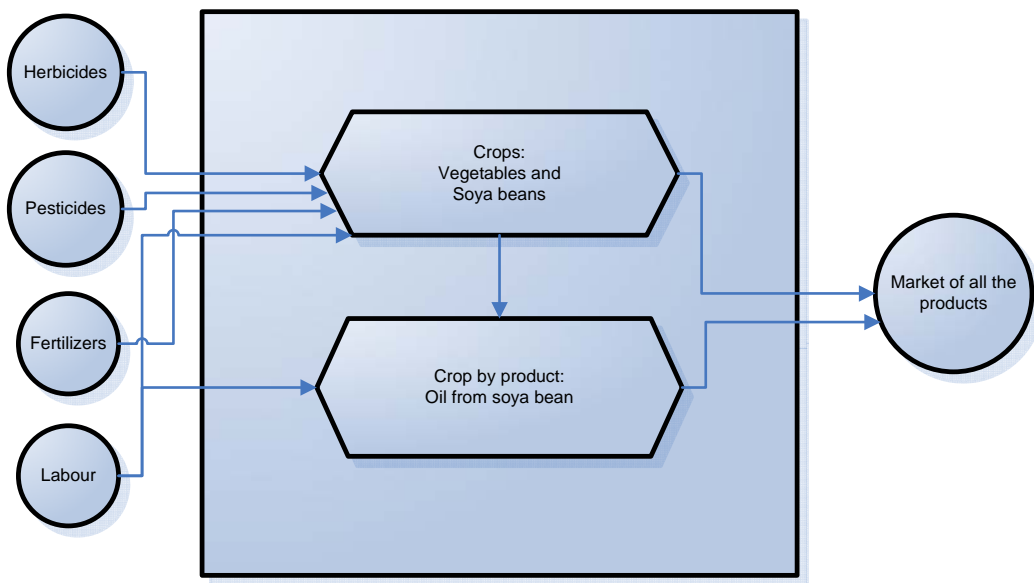 Herbicides
Pesticides
Fertilizers
Labour
Crops:
Vegetables and
Soya beans
Crop by product:
Oil from soya bean
Market of all the
products